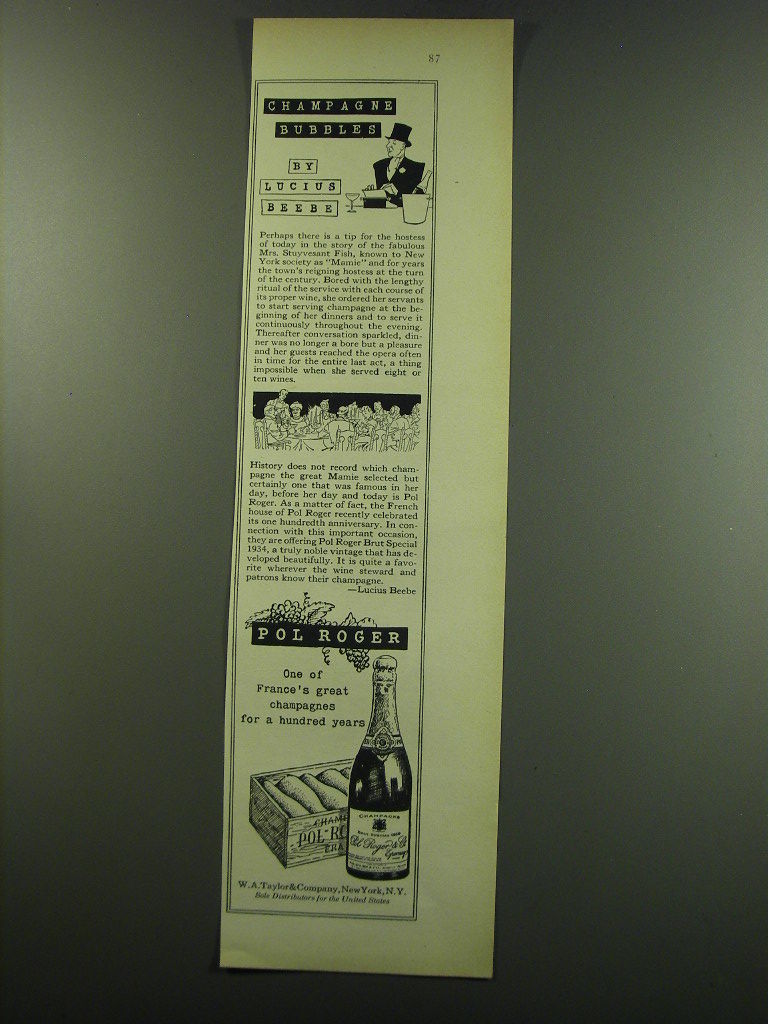 87
CHAMPAGNE
BUBBLES
BY
LUCIUS
BEEBE
Perhaps there is a tip for the hostess
of today in the story of the fabulous
Mrs. Stuyvesant Fish, known to New
York society as "Mamie" and for years
the town's reigning hostess at the turn
of the century. Bored with the lengthy
ritual of the service with each course of
its proper wine, she ordered her servants
to start serving champagne at the be-
ginning of her dinners and to serve it
continuously throughout the evening.
Thereafter conversation sparkled, din-
ner was no longer a bore but a pleasure
and her guests reached the opera often
in time for the entire last act, a thing
impossible when she served eight or
ten wines.
History does not record which cham-
pagne the great Mamie selected but
certainly one that was famous in her
day, before her day and today is Pol
Roger. As a matter of fact, the French
house of Pol Roger recently celebrated
its one hundredth anniversary. In con-
nection with this important occasion,
they are offering Pol Roger Brut Special
1934, a truly noble vintage that has de-
veloped beautifully. It is quite a favo-
rite wherever the wine steward and
patrons know their champagne.
—Lucius Beebe
POL ROGER
One of
France's great
champagnes
for a hundred years
CHAM
POL-RO
FRA
CHAMPAGNE
Pol Roger & Co
Epernay
W.A.Taylor&Company, New York, N.Y.
Sole Distributors for the United States